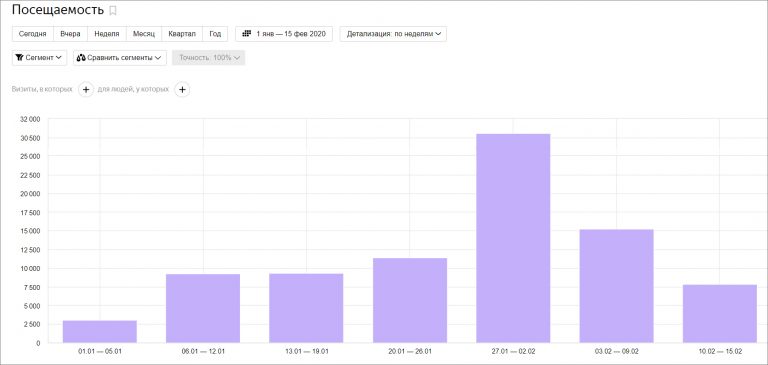 Посещаемость
Сегодня Вчера Неделя Месяц Квартал Год 1 янв — 15 фев 2020 Детализация: по неделям
Сегмент Сравнить сегменты Точность: 100%
Визиты, в которых + для людей, у которых +
32 000
30 500
25 500
22 500
20 000
17 500
15 000
12 500
10 000
7 500
5 000
2 500
0
01.01 — 05.01 06.01 — 12.01 13.01 — 19.01 20.01 — 26.01 27.01 — 02.02 03.02 — 09.02 10.02 — 15.02